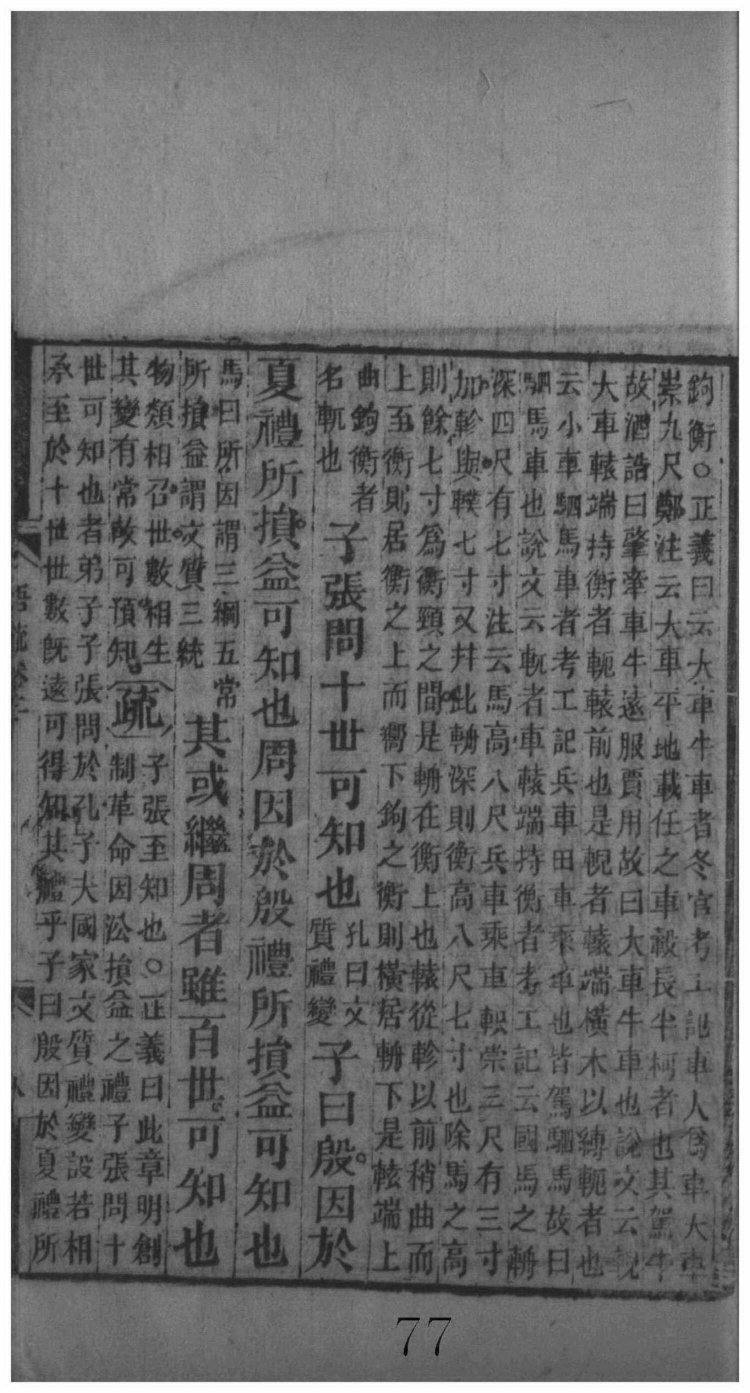 鉤衡○正義曰云大車牛車者冬官考工記車人爲車大車
崇九尺鄭注云大車平地載任之車轂長半柯者也其駕牛
故酒誥曰肇牽車牛遠服賈用故曰大車牛車也說文云輗
大車轅端持衡者軛轅前也是輗者轅端橫木以縛軛者也
云小車駟馬車者考工記兵車田車乘車也皆駕駟馬故曰
駟馬車也說文云軏者車轅端持衡者考工記云國馬之輈
深四尺有七寸注云馬高八尺兵車乘車軹崇三尺有三寸
加軫與轐七寸又并此輈深則衡高八尺七寸也除馬之高
則餘七寸爲衡頸之間是輈在衡上也轅從軫以前稍曲而
上至衡則居衡之上而嚮下鉤之衡則橫居輈下是轅端上
曲鉤衡者
名軏也
子張問十世可知也
孔曰文
質禮變
子曰殷因於
夏禮所損益可知也周因於殷禮所損益可知也
馬曰所因謂三綱五常
所損益謂文質三統
其或繼周者雖百世可知也
物類相召世數相生
其變有常故可預知
疏
子張至知也○正義曰此章明創
制革命因沿損益之禮子張問十
世可知也者弟子子張問於孔子夫國家文質禮變設若相
承至於十世世數旣遠可得知其禮乎子曰殷因於夏禮所
77